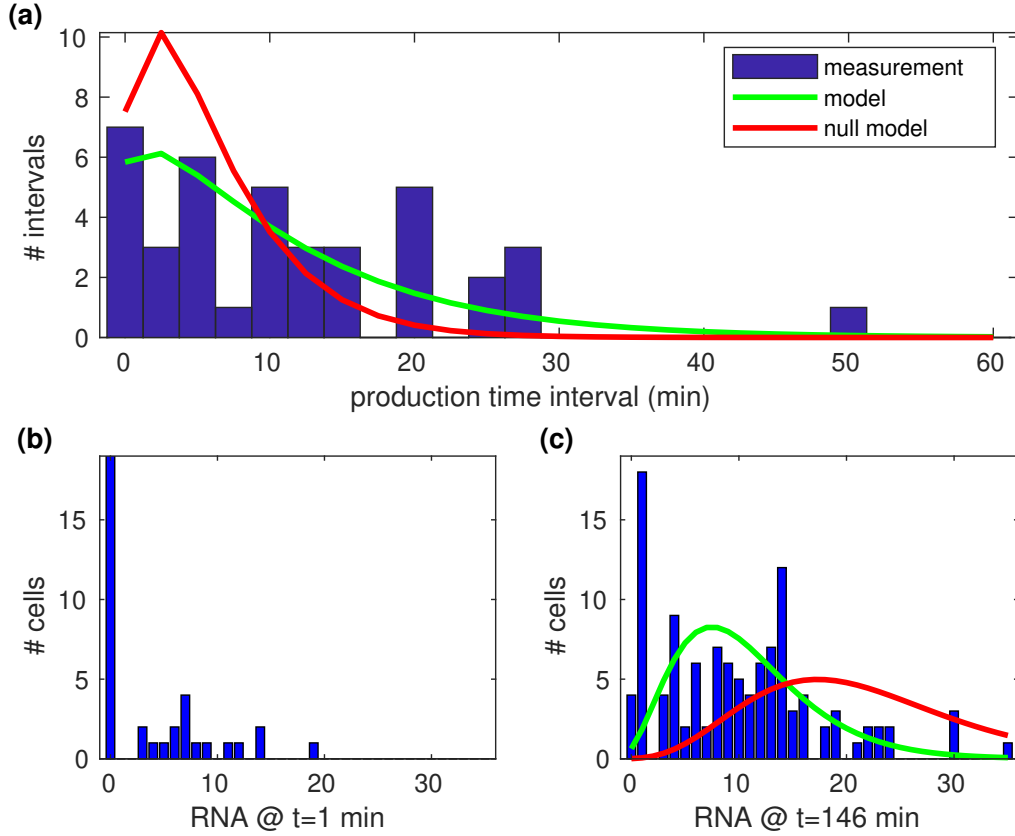 (a)
10
8
6
4
2
0
# intervals
measurement
model
null model
0 10 20 30 40 50 60
production time interval (min)
(b)
15
10
5
0
# cells
0 10 20 30
RNA @ t=1 min
(c)
15
10
5
0
# cells
0 10 20 30
RNA @ t=146 min